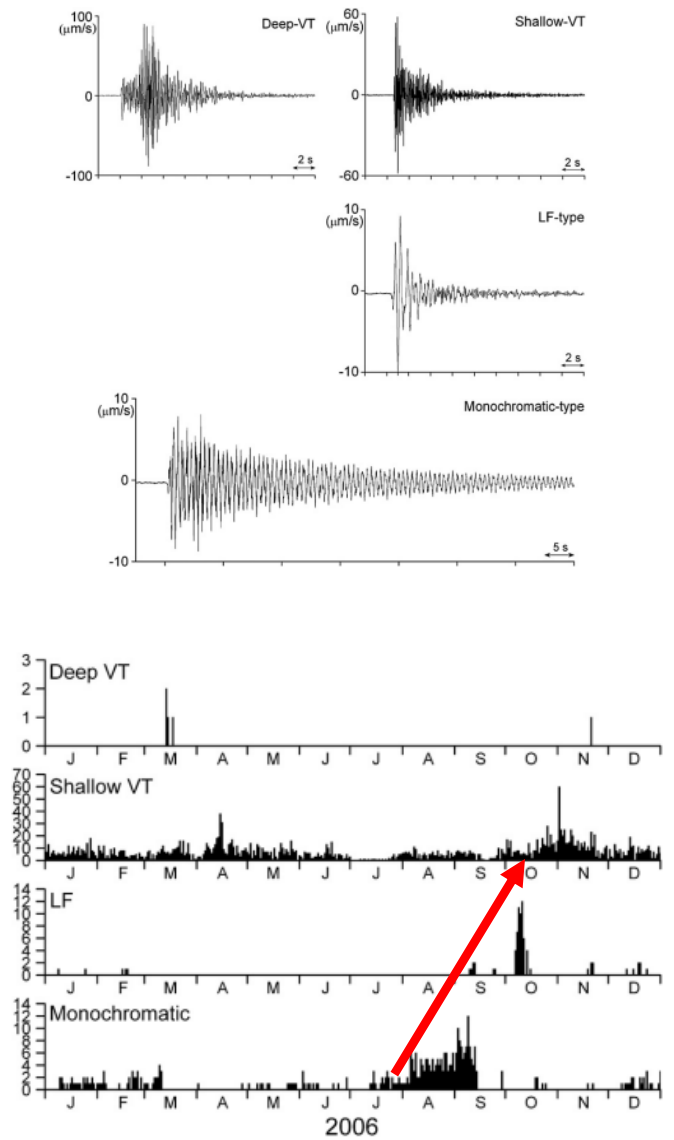 100
(μm/s)
Deep-VT
0
2 s
-100
60
(μm/s)
Shallow-VT
0
2 s
-60
10
(μm/s)
LF-type
0
2 s
-10
10
(μm/s)
Monochromatic-type
0
5 s
-10
Deep VT
3
2
1
0
J F M A M J J A S O N D
Shallow VT
70
60
50
40
30
20
10
0
J F M A M J J A S O N D
LF
14
12
10
8
6
4
2
0
J F M A M J J A S O N D
Monochromatic
14
12
10
8
6
4
2
0
J F M A M J J A S O N D
2006